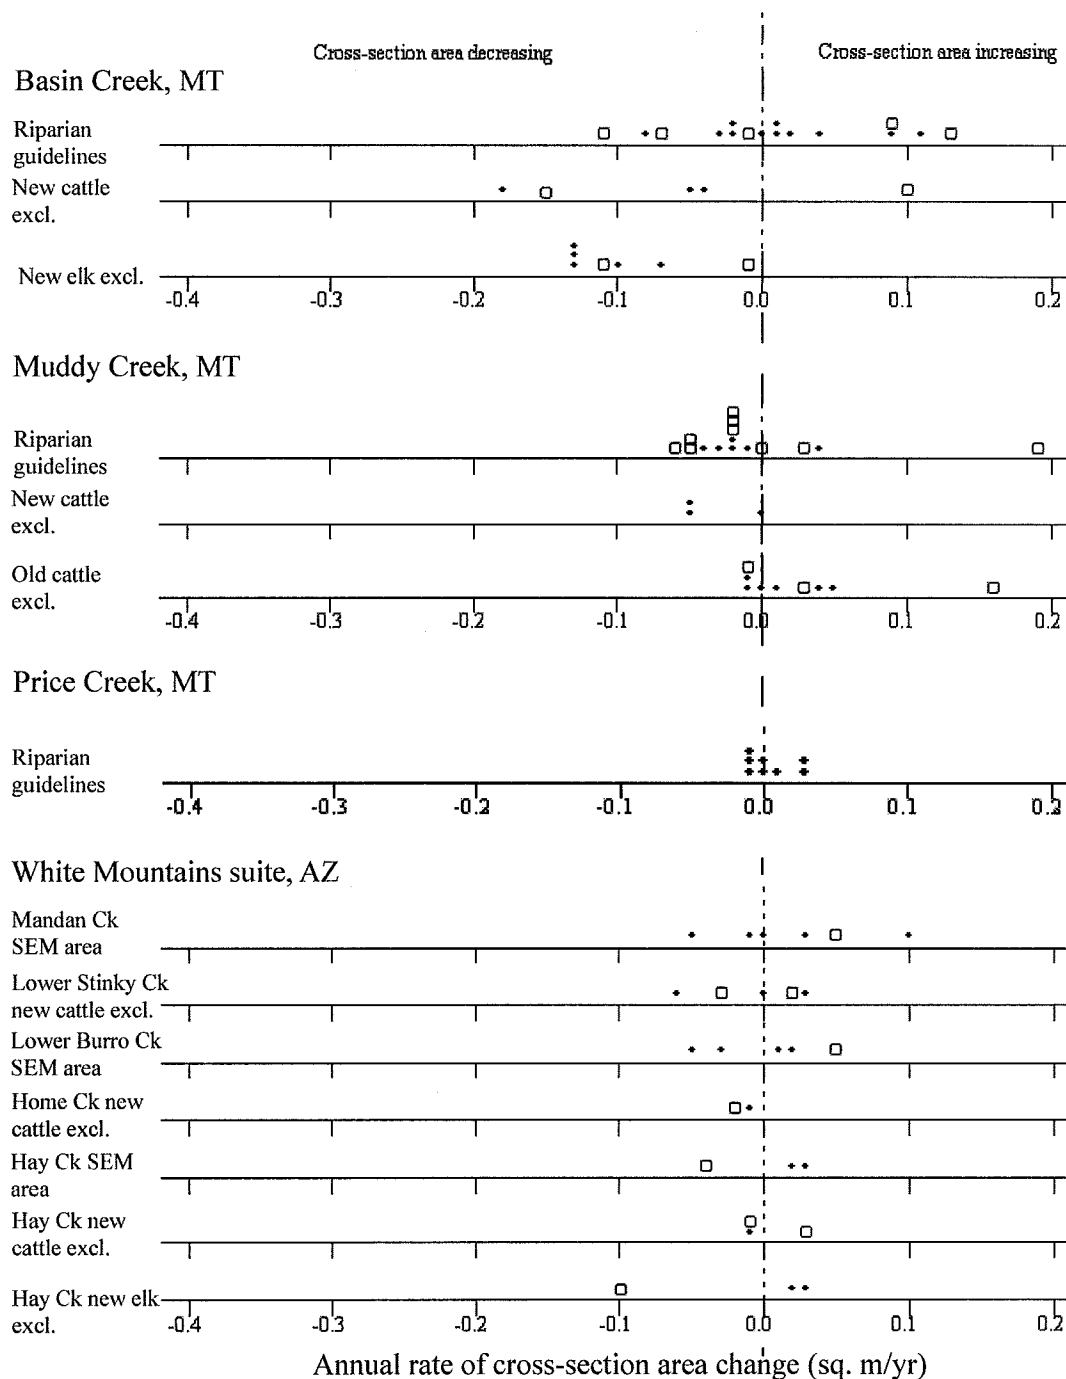 Cross-section area decreasing
Cross-section area increasing
Basin Creek, MT
Riparian
guidelines
New cattle
excl.
New elk excl.
-0.4 -0.3 -0.2 -0.1 0.0 0.1 0.2
Muddy Creek, MT
Riparian
guidelines
New cattle
excl.
Old cattle
excl.
-0.4 -0.3 -0.2 -0.1 0.0 0.1 0.2
Price Creek, MT
Riparian
guidelines
-0.4 -0.3 -0.2 -0.1 0.0 0.1 0.2
White Mountains suite, AZ
Mandan Ck
SEM area
Lower Stinky Ck
new cattle excl.
Lower Burro Ck
SEM area
Home Ck new
cattle excl.
Hay Ck SEM
area
Hay Ck new
cattle excl.
Hay Ck new elk
excl.
-0.4 -0.3 -0.2 -0.1 0.0 0.1 0.2
Annual rate of cross-section area change (sq. m/yr)